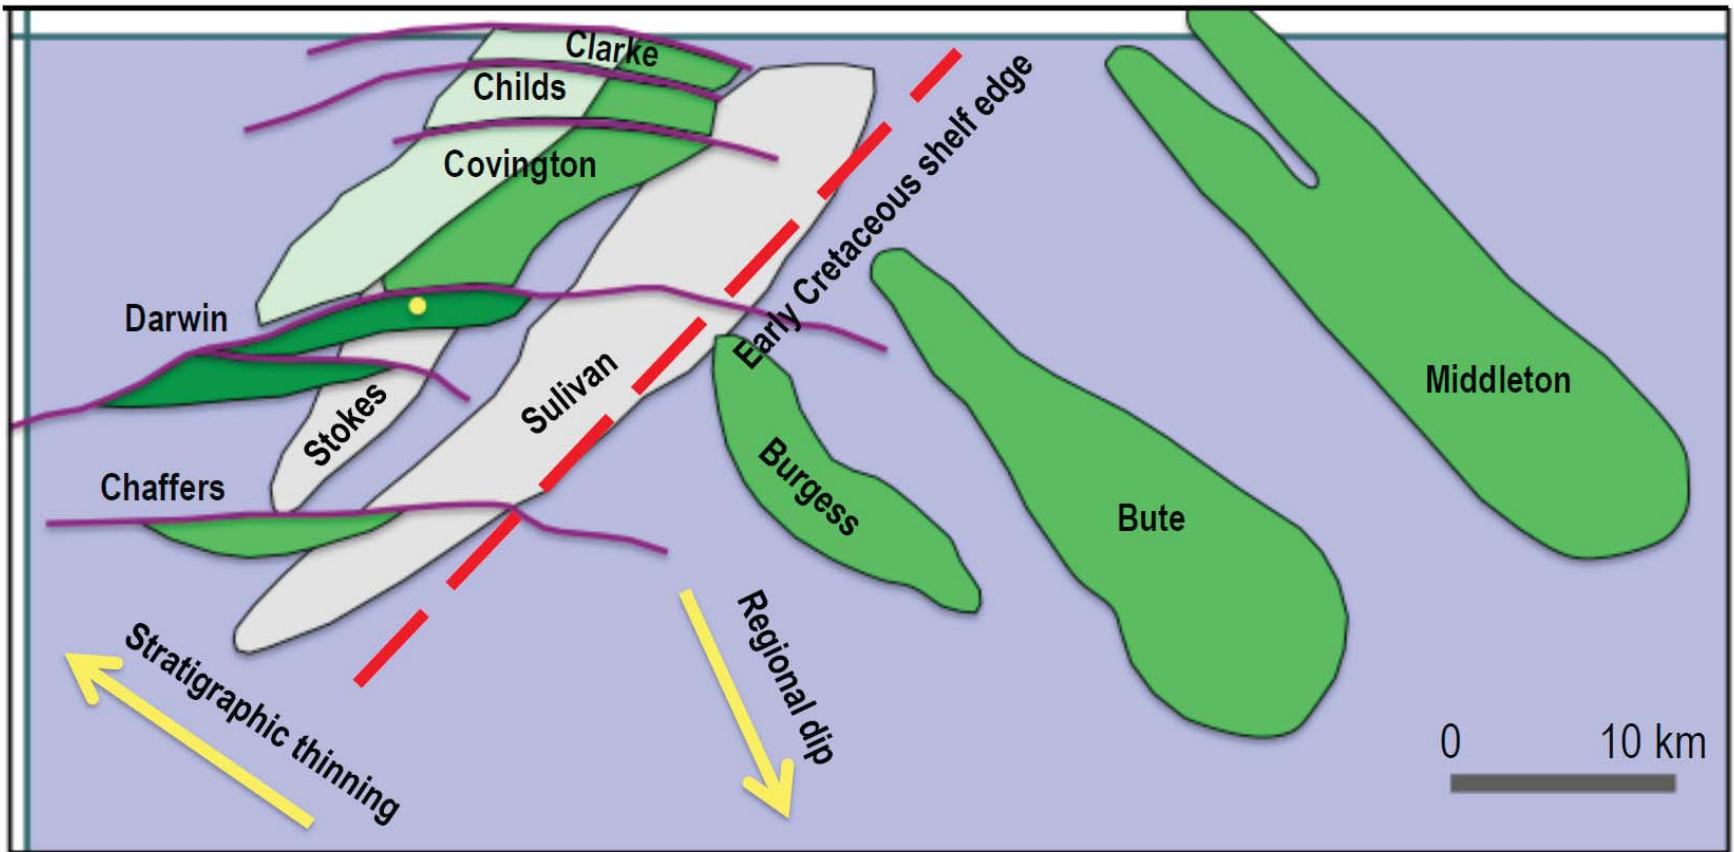 Clarke
Childs
Covington
Early Cretaceous shelf edge
Darwin
Middleton
Sulivan
Stokes
Burgess
Chaffers
Bute
Stratigraphic thinning
Regional dip
0 10 km